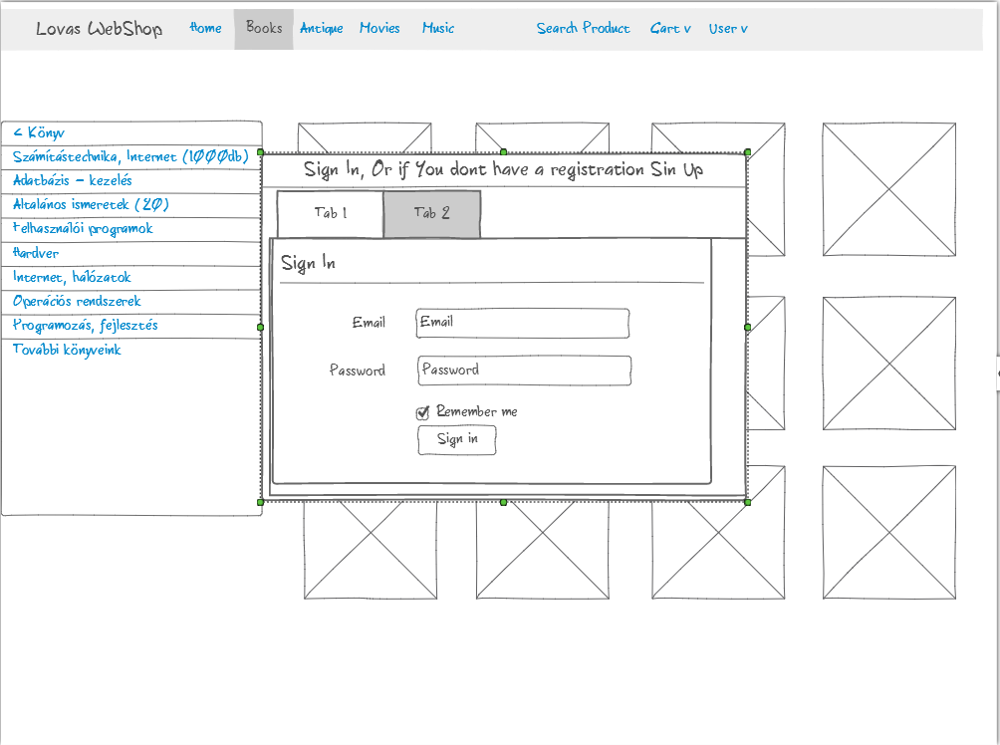 Lovas WebShop Home Books Antique Movies Music Search Product Cart v User v
< Könyv
Számítástechnika, Internet (1000db)
Adatbázis - kezelés
Altalános ismeretek (20)
Felhasználói programok
Hardver
Internet, hálózatok
Operációs rendszerek
Programozás, fejlesztés
További könyveink
Sign In, Or if You dont have a registration Sin Up
Tab 1 Tab 2
Sign In
Email Email
Password Password
Remember me
Sign in